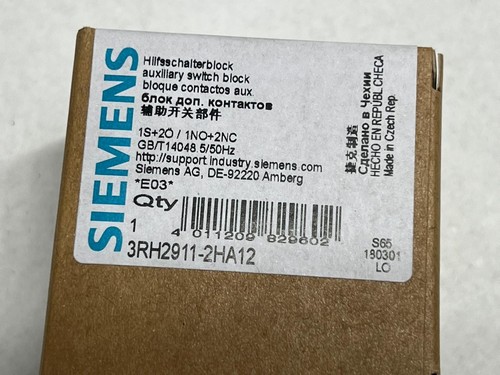 SIEMENS
Hilfsschalterblock
auxiliary switch block
bloque contactos aux.
блок доп. контактов
辅助开关部件
1S+2Ö / 1NO+2NC
GB/T14048.5/50Hz
http://support.industry.siemens.com
Siemens AG, DE-92220 Amberg
*E03*
Qty
1
4 011209 829602
3RH2911-2HA12
捷克制造
Сделано в Чехии
HECHO EN REPUBL CHECA
Made in Czech Rep.
S65
180301
LO